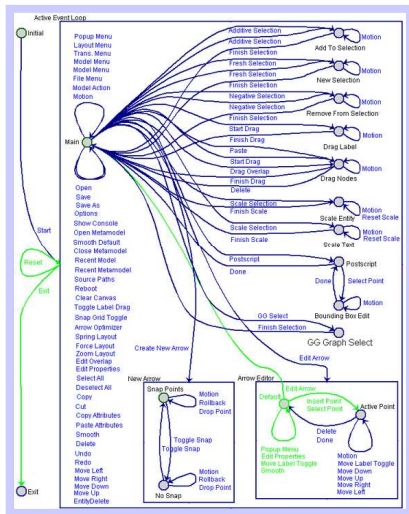 Active Event Loop
Initial
Popup Menu
Layout Menu
Trans. Menu
Model Menu
Model Menu
File Menu
Model Action
Motion
Main
Additive Selection
Additive Selection
Finish Selection
Fresh Selection
Fresh Selection
Finish Selection
Negative Selection
Negative Selection
Finish Selection
Start Drag
Finish Drag
Paste
Start Drag
Drag Overlap
Finish Drag
Delete
Scale Selection
Finish Scale
Scale Selection
Finish Scale
Postscript
Done
GG Select
Finish Selection
Motion
Add To Selection
Motion
New Selection
Motion
Remove From Selection
Motion
Drag Label
Motion
Drag Nodes
Motion
Reset Scale
Scale Entity
Motion
Reset Scale
Scale Text
Postscript
Done
Select Point
Motion
Bounding Box Edit
GG Graph Select
Start
Reset
Exit
Exit
Open
Save
Save As
Options
Show Console
Open Metamodel
Smooth Default
Close Metamodel
Recent Model
Recent Metamodel
Source Paths
Reboot
Clear Canvas
Toggle Label Drag
Snap Grid Toggle
Arrow Optimizer
Spring Layout
Force Layout
Zoom Layout
Edit Overlap
Edit Properties
Select All
Deselect All
Copy
Cut
Copy Attributes
Paste Attributes
Smooth
Delete
Undo
Redo
Move Left
Move Right
Move Down
Move Up
EntityDelete
Create New Arrow
New Arrow
Snap Points
Motion
Rollback
Drop Point
Toggle Snap
Toggle Snap
Motion
Rollback
Drop Point
No Snap
Edit Arrow
Arrow Editor
Edit Arrow
Default
Insert Point
Select Point
Active Point
Delete
Done
Popup Menu
Edit Properties
Move Label Toggle
Smooth
Motion
Move Label Toggle
Move Down
Move Up
Move Right
Move Left